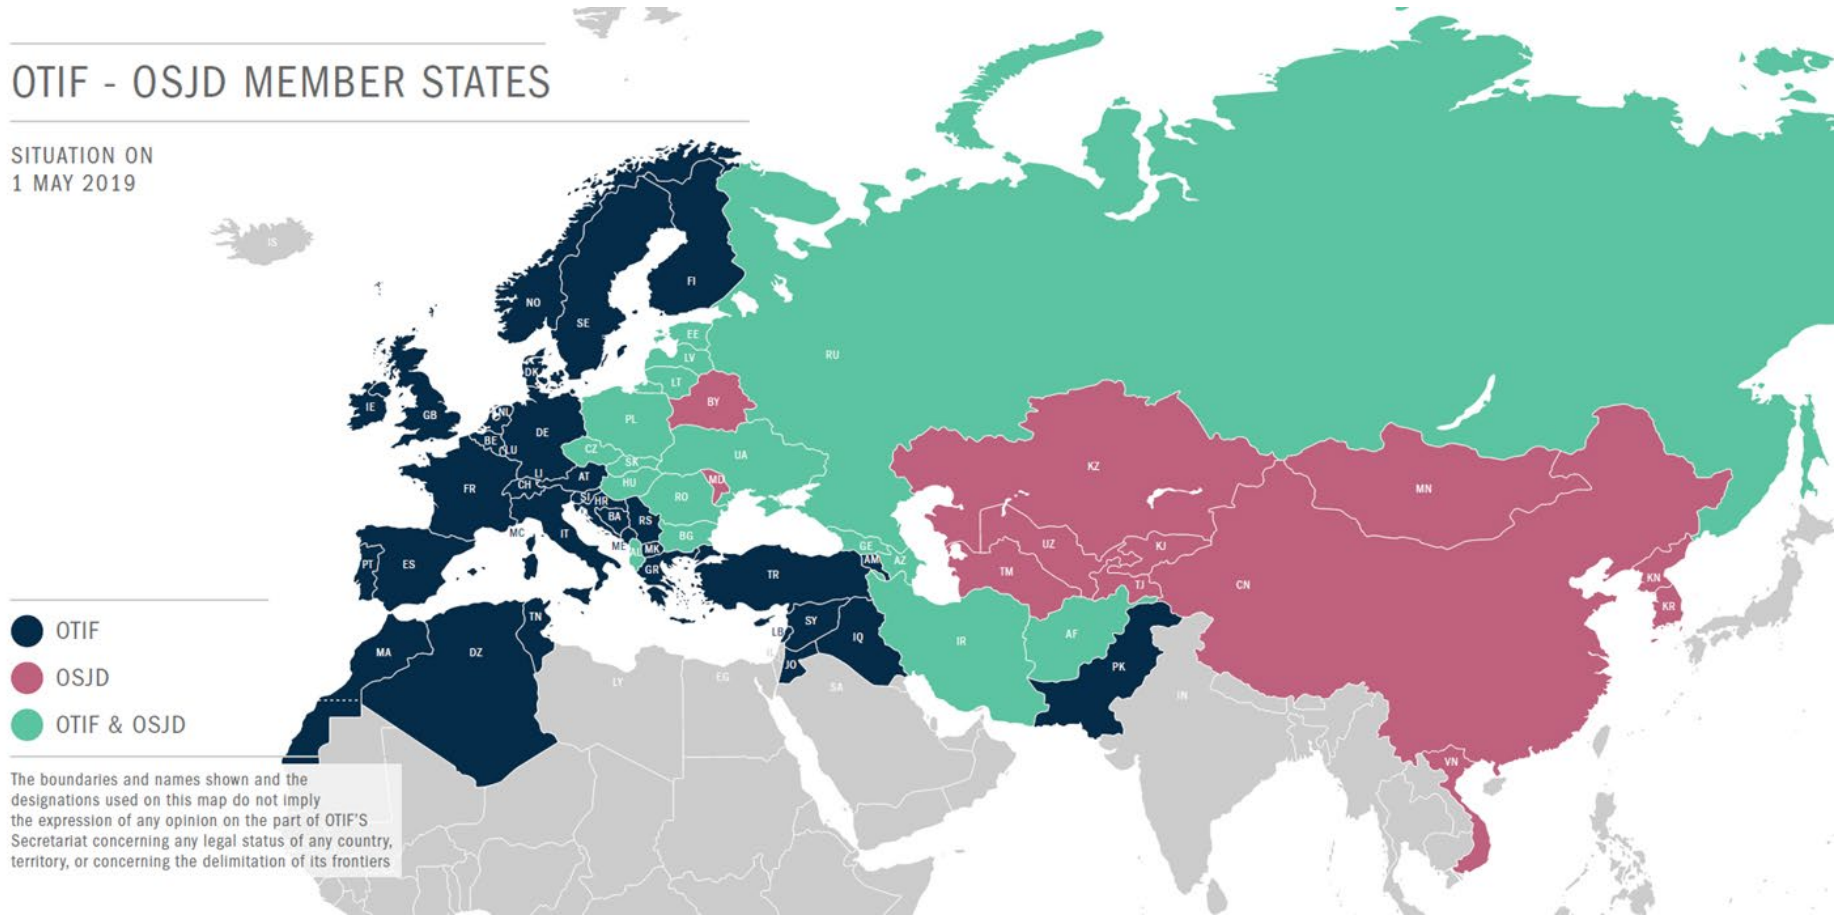 OTIF - OSJD MEMBER STATES
SITUATION ON
1 MAY 2019
IS
NO
SE
FI
EE
LV
LT
RU
DK
IE
GB
NL
BE
LU
DE
PL
BY
CZ
SK
UA
KZ
MN
FR
LI
CH
AT
HU
RO
MD
SI
HR
BA
RS
BG
MC
IT
ME
AL
MK
GR
PT
ES
TR
GE
AM
AZ
UZ
KJ
TM
TJ
CN
KN
KR
TN
LB
SY
IQ
IR
AF
PK
MA
DZ
IL
JO
LY
EG
SA
IN
VN
OTIF
OSJD
OTIF & OSJD
The boundaries and names shown and the
designations used on this map do not imply
the expression of any opinion on the part of OTIF'S
Secretariat concerning any legal status of any country,
territory, or concerning the delimitation of its frontiers